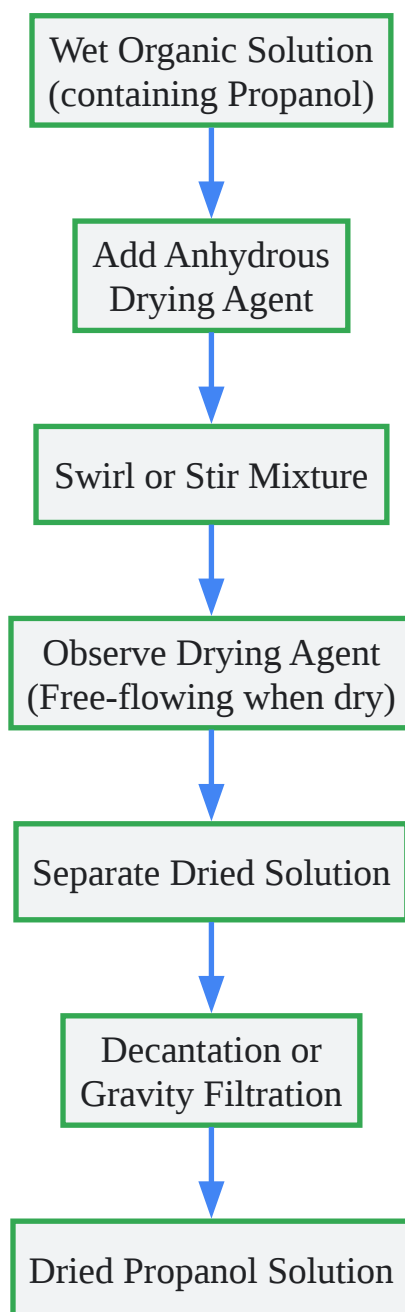 Wet Organic Solution
(containing Propanol)
Add Anhydrous
Drying Agent
Swirl or Stir Mixture
Observe Drying Agent
(Free-flowing when dry)
Separate Dried Solution
Decantation or
Gravity Filtration
Dried Propanol Solution